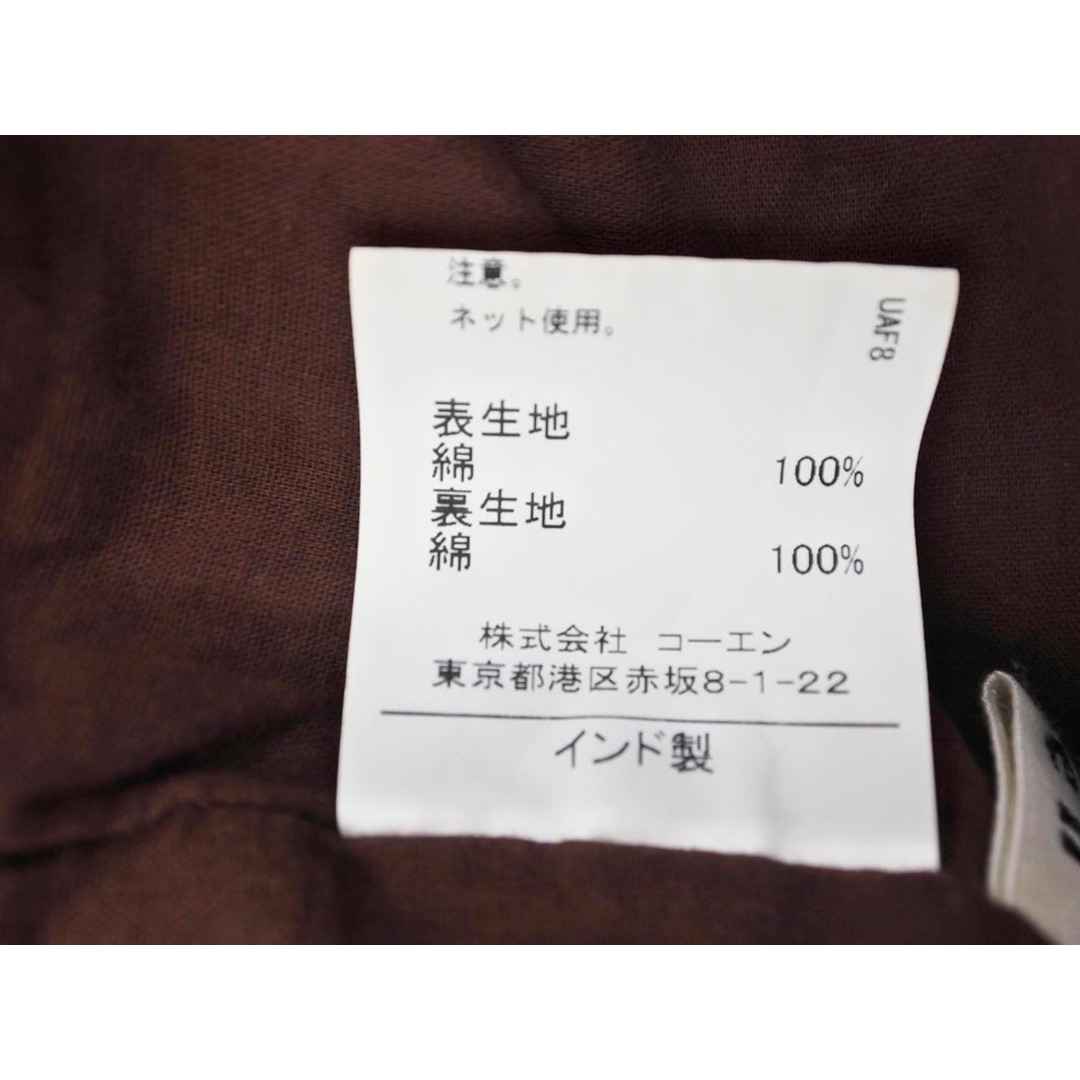 注意。
ネット使用。
UAF8
表生地
綿 100%
裏生地
綿 100%
株式会社 コーエン
東京都港区赤坂8-1-22
インド製